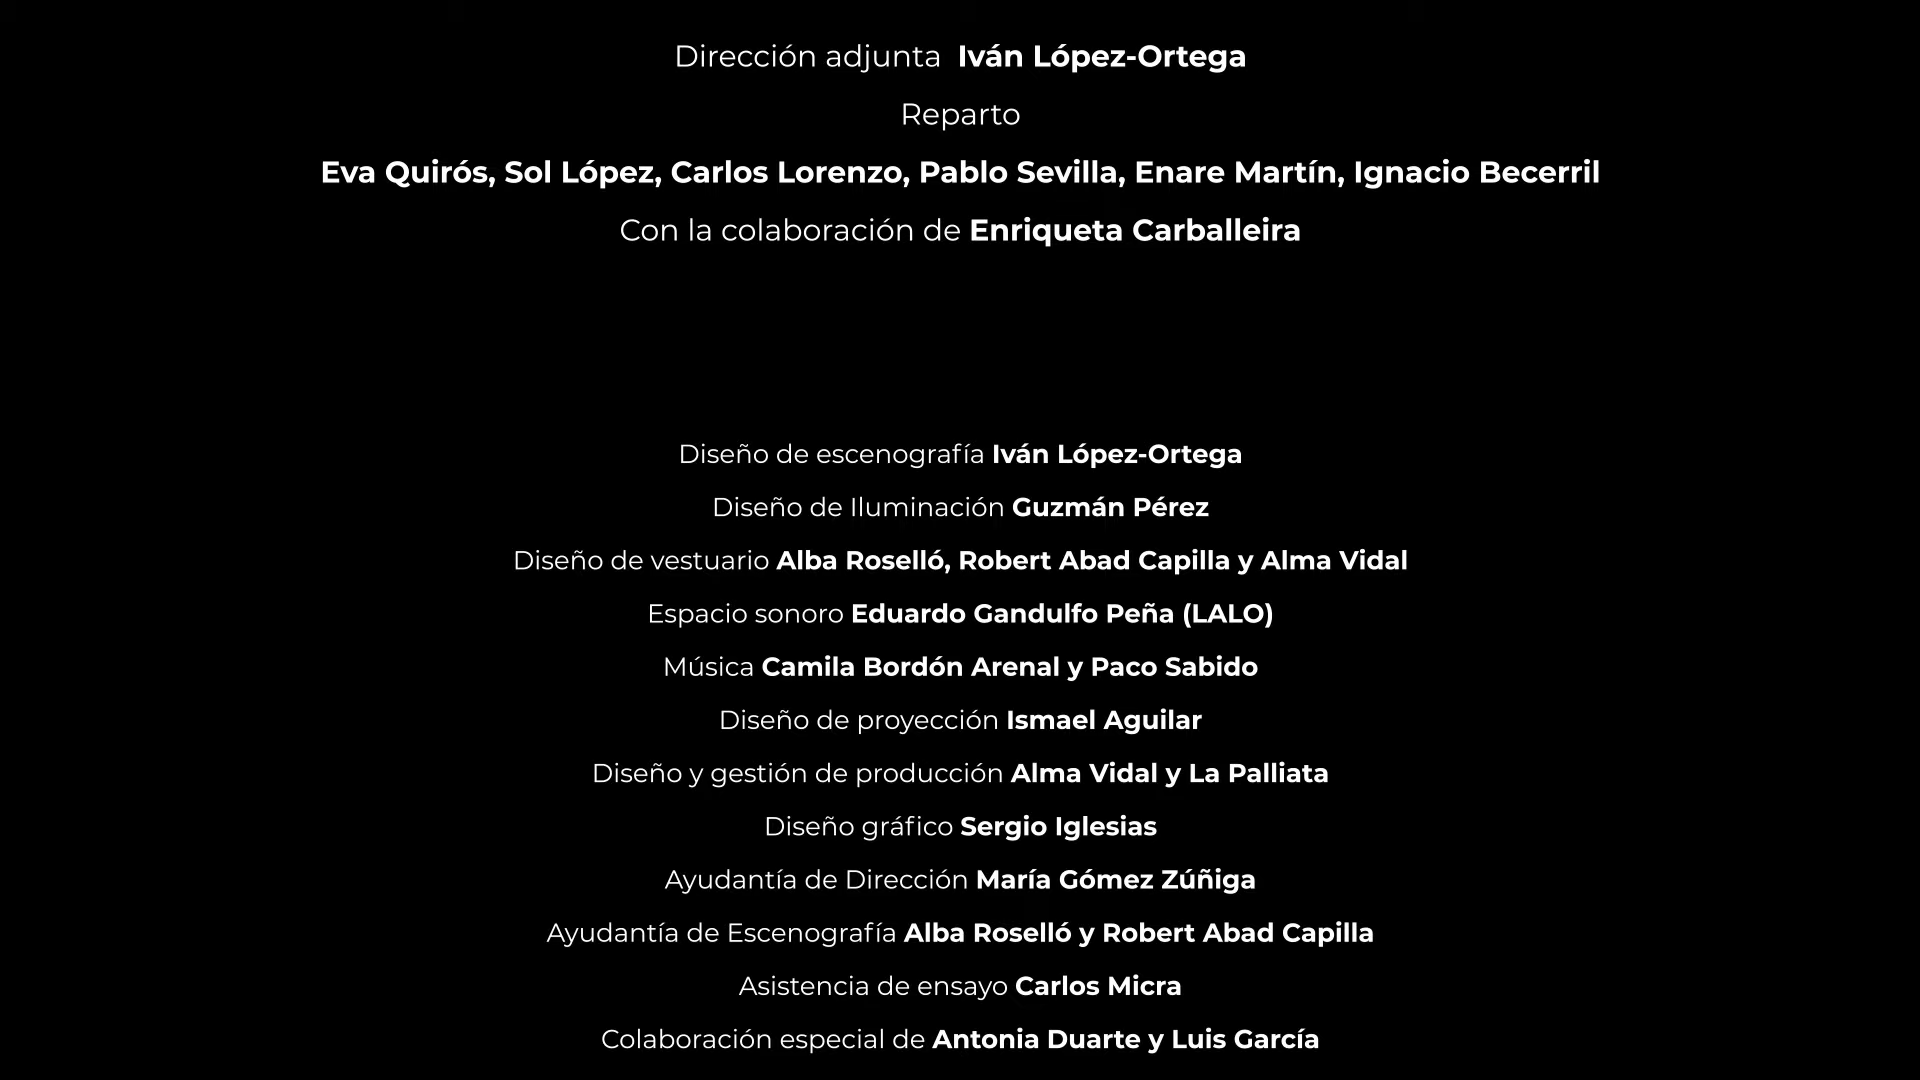 Dirección adjunta Iván López-Ortega
Reparto
Eva Quirós, Sol López, Carlos Lorenzo, Pablo Sevilla, Enare Martín, Ignacio Becerril
Con la colaboración de Enriqueta Carballeira
Diseño de escenografía Iván López-Ortega
Diseño de Iluminación Guzmán Pérez
Diseño de vestuario Alba Roselló, Robert Abad Capilla y Alma Vidal
Espacio sonoro Eduardo Gandulfo Peña (LALO)
Música Camila Bordón Arenal y Paco Sabido
Diseño de proyección Ismael Aguilar
Diseño y gestión de producción Alma Vidal y La Palliata
Diseño gráfico Sergio Iglesias
Ayudantía de Dirección María Gómez Zúñiga
Ayudantía de Escenografía Alba Roselló y Robert Abad Capilla
Asistencia de ensayo Carlos Micra
Colaboración especial de Antonia Duarte y Luis García